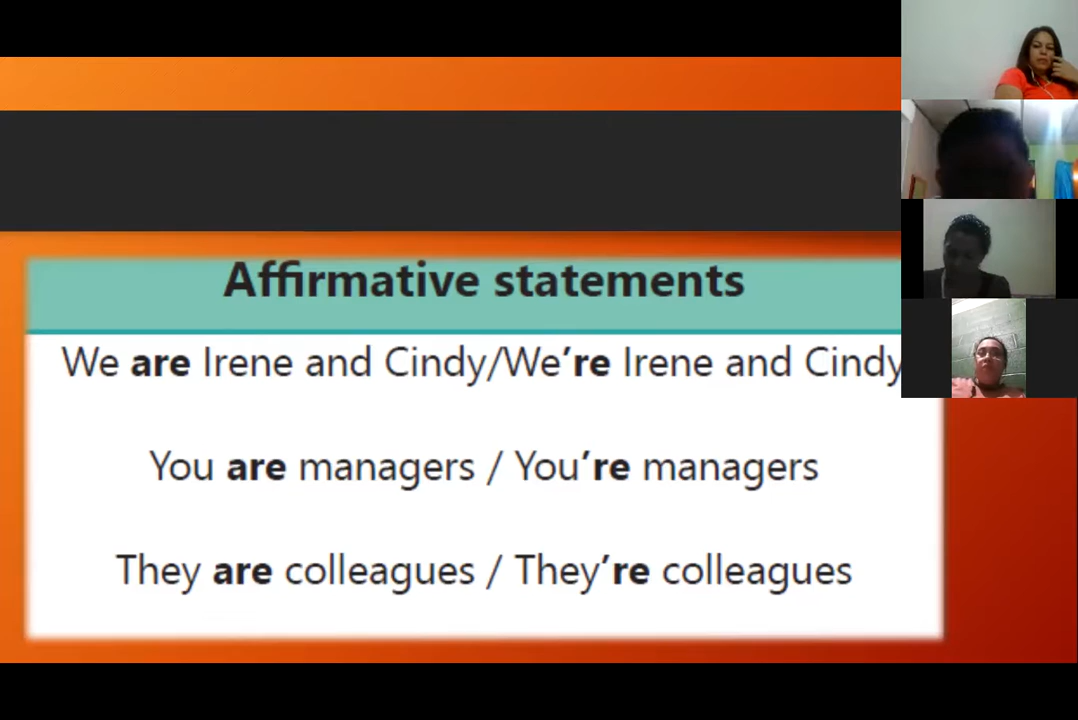 Affirmative statements
We are Irene and Cindy/We’re Irene and Cindy
You are managers / You’re managers
They are colleagues / They’re colleagues